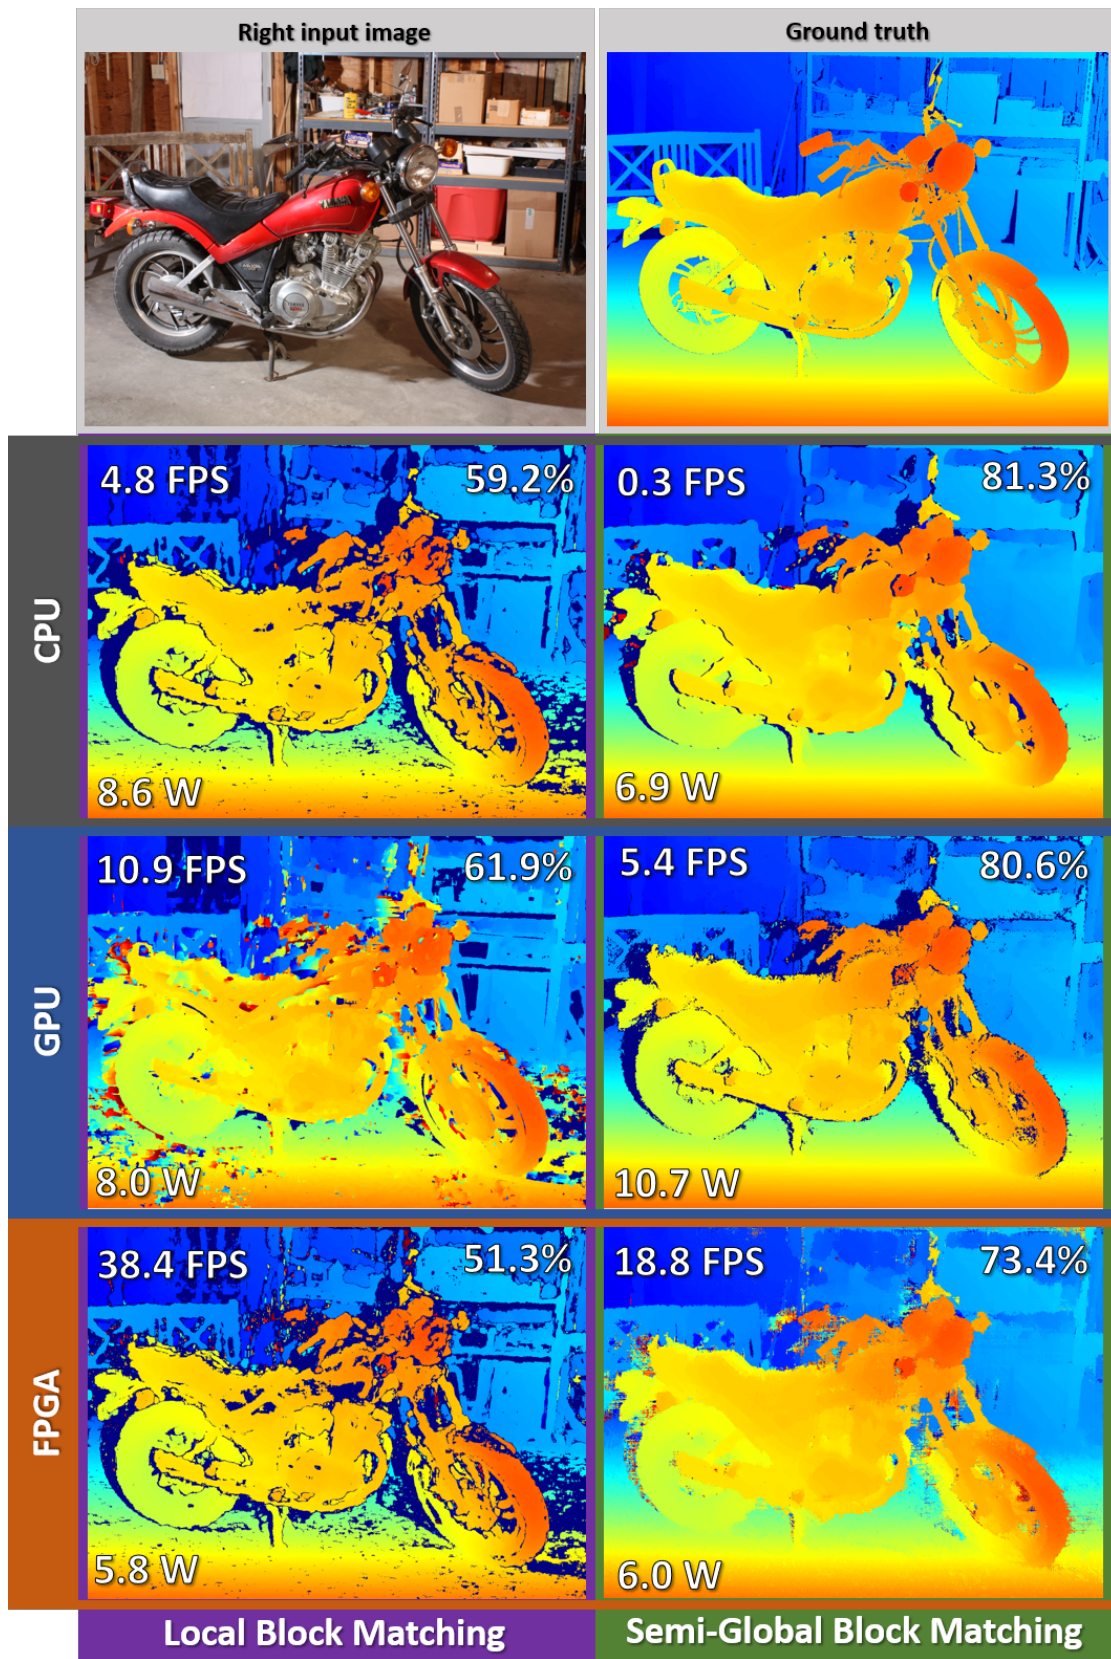 Right input image
Ground truth
YAMAHA
4.8 FPS
59.2%
0.3 FPS
81.3%
CPU
8.6 W
6.9 W
10.9 FPS
61.9%
5.4 FPS
80.6%
GPU
8.0 W
10.7 W
38.4 FPS
51.3%
18.8 FPS
73.4%
FPGA
5.8 W
6.0 W
Local Block Matching
Semi-Global Block Matching